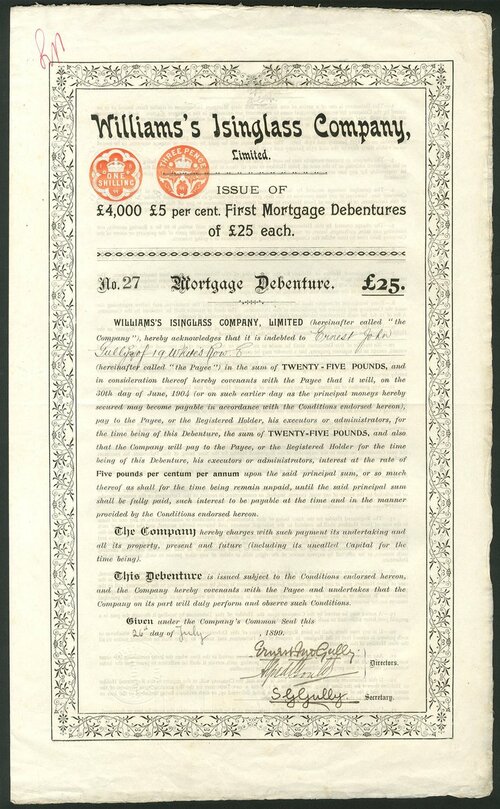 Williams's Isinglass Company,
Limited.
ONE SHILLING
THREE PENCE
ISSUE OF
£4,000 £5 per cent. First Mortgage Debentures
of £25 each.
No. 27 Mortgage Debenture. £25.
WILLIAMS'S ISINGLASS COMPANY, LIMITED (hereinafter called "the
Company"), hereby acknowledges that it is indebted to Ernest John
Gully of 19 Whites Row E
(hereinafter called "the Payee") in the sum of TWENTY-FIVE POUNDS, and
in consideration thereof hereby covenants with the Payee that it will, on the
30th day of June, 1904 (or on such earlier day as the principal moneys hereby
secured may become payable in accordance with the Conditions endorsed hereon),
pay to the Payee, or the Registered Holder, his executors or administrators, for
the time being of this Debenture, the sum of TWENTY-FIVE POUNDS, and also
that the Company will pay to the Payee, or the Registered Holder for the time
being of this Debenture, his executors or administrators, interest at the rate of
Five pounds per centum per annum upon the said principal sum, or so much
thereof as shall for the time being remain unpaid, until the said principal sum
shall be fully paid, such interest to be payable at the time and in the manner
provided by the Conditions endorsed hereon.
The Company hereby charges with such payment its undertaking and
all its property, present and future (including its uncalled Capital for the
time being).
This Debenture is issued subject to the Conditions endorsed hereon,
and the Company hereby covenants with the Payee and undertakes that the
Company on its part will duly perform and observe such Conditions.
Given under the Company's Common Seal this
26th day of July 1899.
Ernest Jno Gully
Directors.
S G Gully. Secretary.